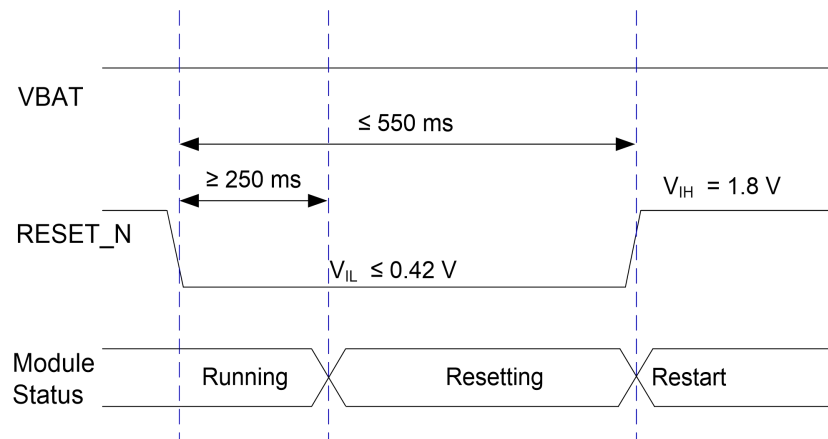 VBAT
≤ 550 ms
≥ 250 ms
V_IH = 1.8 V
RESET_N
V_IL ≤ 0.42 V
Module
Status
Running
Resetting
Restart